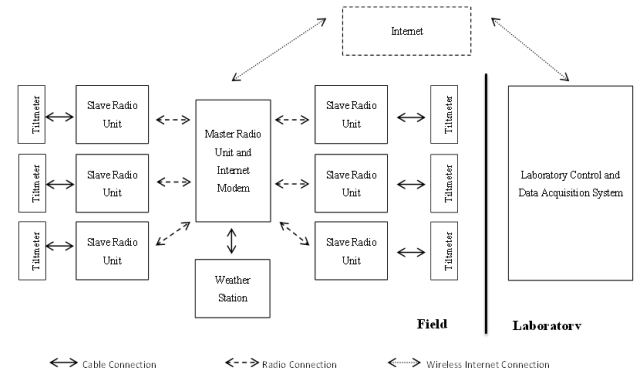 Internet
Tiltmeter
Slave Radio
Unit
Master Radio
Unit and
Internet
Modem
Slave Radio
Unit
Tiltmeter
Tiltmeter
Slave Radio
Unit
Slave Radio
Unit
Tiltmeter
Tiltmeter
Slave Radio
Unit
Slave Radio
Unit
Tiltmeter
Laboratory Control and
Data Acquisition System
Weather
Station
Field
Laboratory
Cable Connection
Radio Connection
Wireless Internet Connection